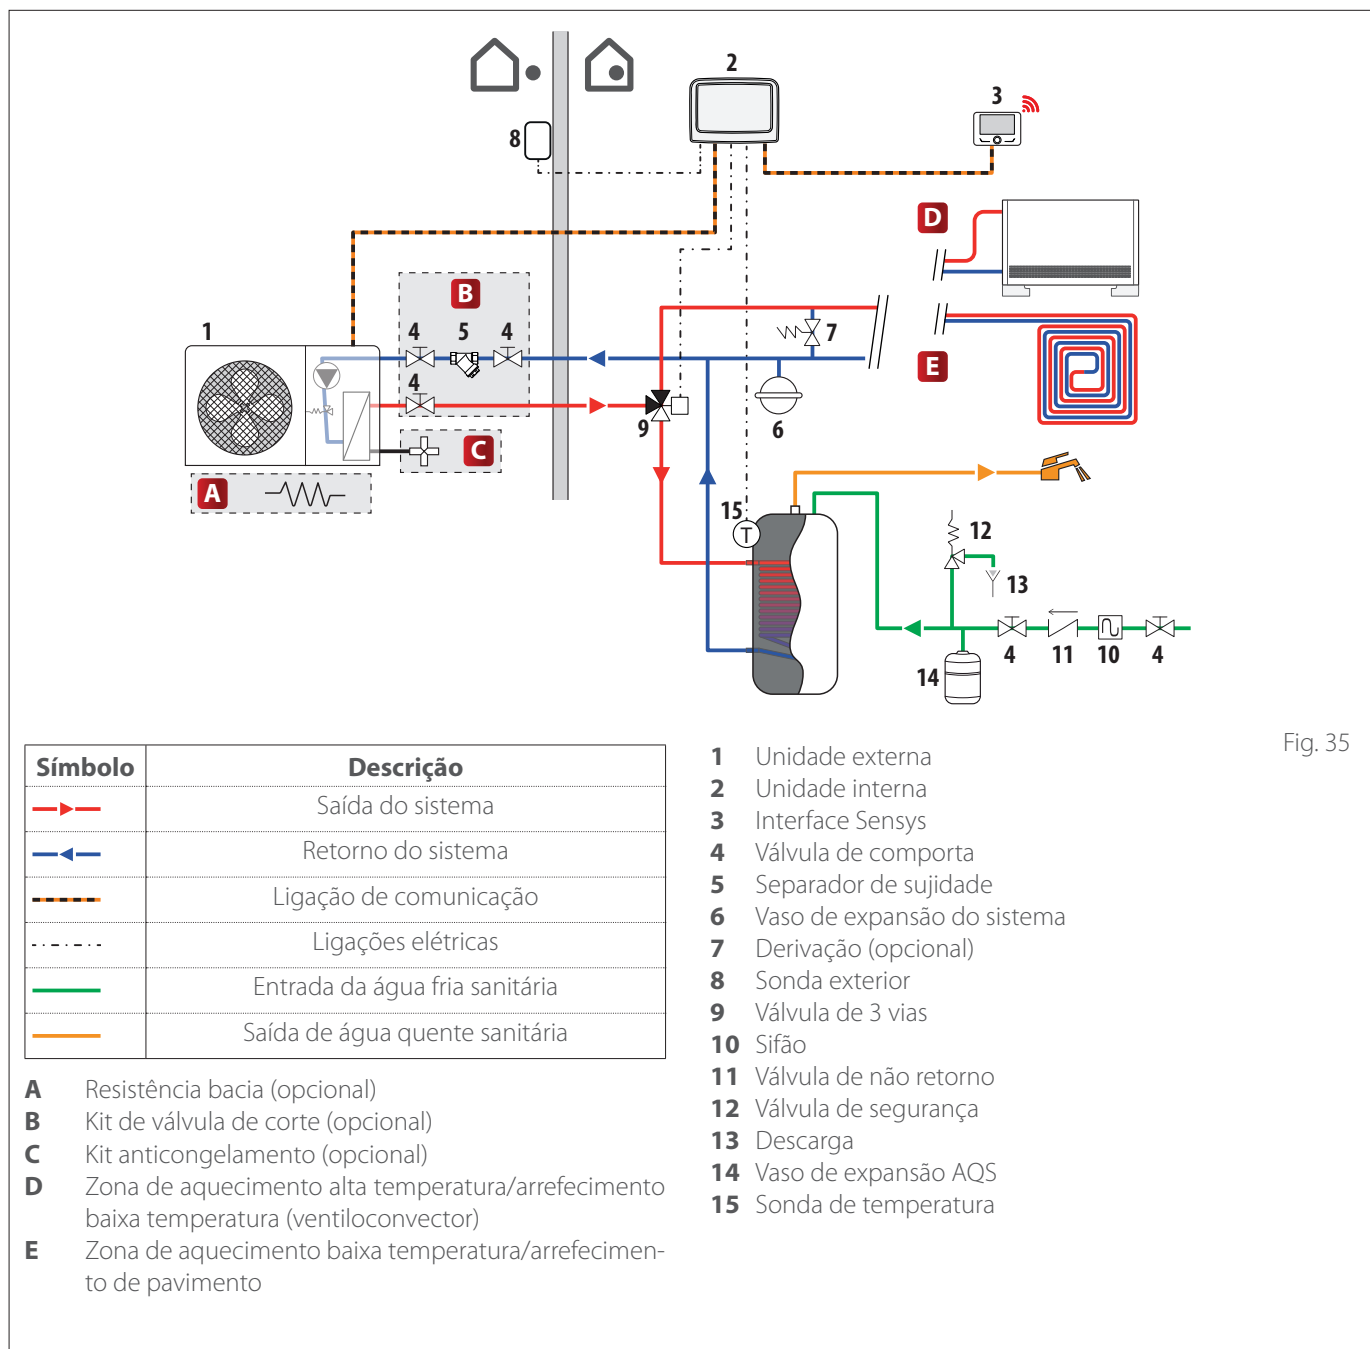 2
3
8
D
B
1
4
5
4
7
E
4
9
6
C
A
15
T
12
13
14
4
11
10
4
Fig. 35
Símbolo Descrição
Saída do sistema
Retorno do sistema
Ligação de comunicação
Ligações elétricas
Entrada da água fria sanitária
Saída de água quente sanitária
A Resistência bacia (opcional)
B Kit de válvula de corte (opcional)
C Kit anticongelamento (opcional)
D Zona de aquecimento alta temperatura/arrefecimento
baixa temperatura (ventiloconvector)
E Zona de aquecimento baixa temperatura/arrefecimen-
to de pavimento
1 Unidade externa
2 Unidade interna
3 Interface Sensys
4 Válvula de comporta
5 Separador de sujidade
6 Vaso de expansão do sistema
7 Derivação (opcional)
8 Sonda exterior
9 Válvula de 3 vias
10 Sifão
11 Válvula de não retorno
12 Válvula de segurança
13 Descarga
14 Vaso de expansão AQS
15 Sonda de temperatura